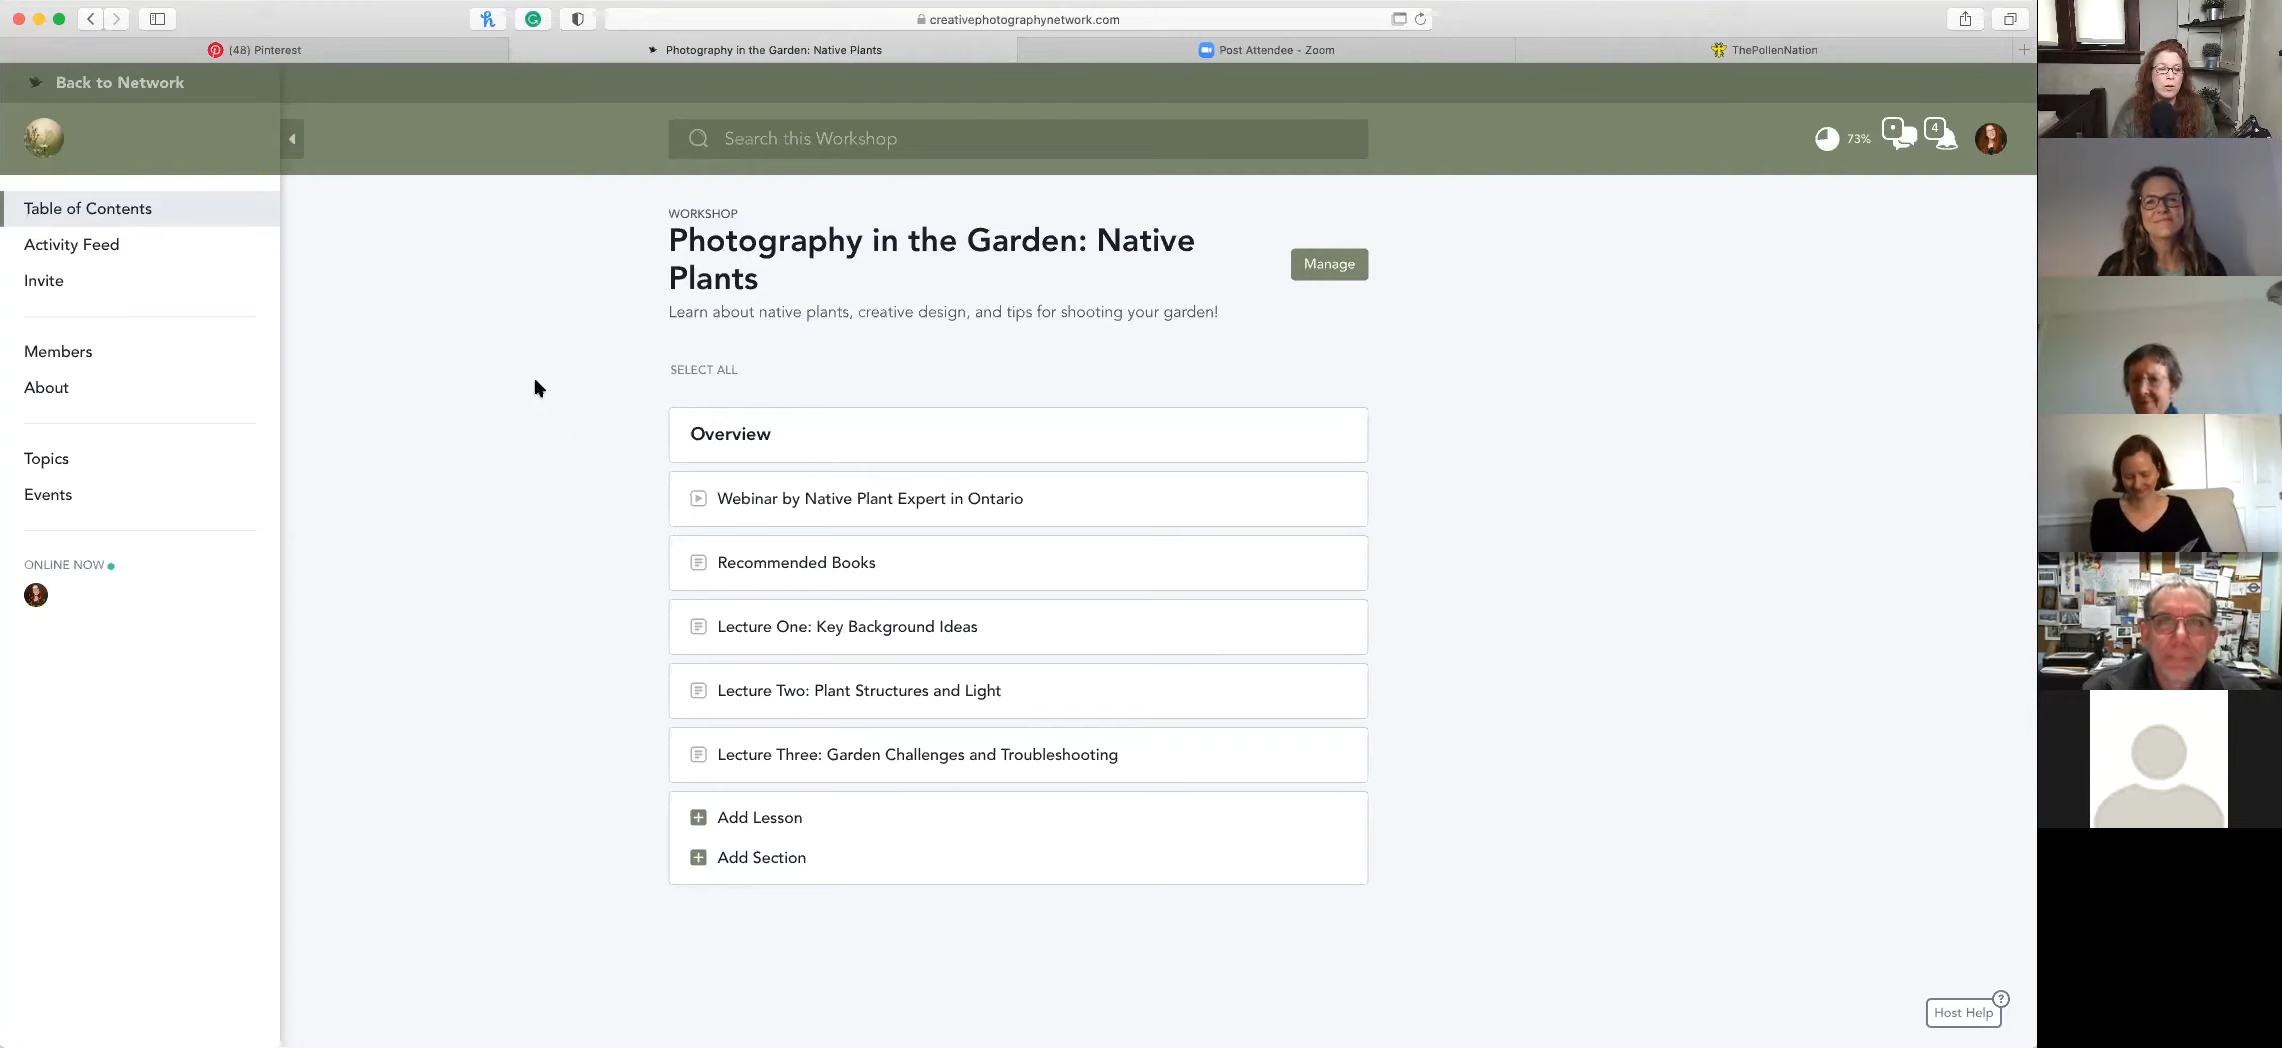 creativephotographynetwork.com
(48) Pinterest
Photography in the Garden: Native Plants
Post Attendee - Zoom
ThePollenNation
Back to Network
Search this Workshop
73%
4
Table of Contents
Activity Feed
Invite
Members
About
Topics
Events
ONLINE NOW
WORKSHOP
Photography in the Garden: Native
Plants
Manage
Learn about native plants, creative design, and tips for shooting your garden!
SELECT ALL
Overview
Webinar by Native Plant Expert in Ontario
Recommended Books
Lecture One: Key Background Ideas
Lecture Two: Plant Structures and Light
Lecture Three: Garden Challenges and Troubleshooting
Add Lesson
Add Section
Host Help
?